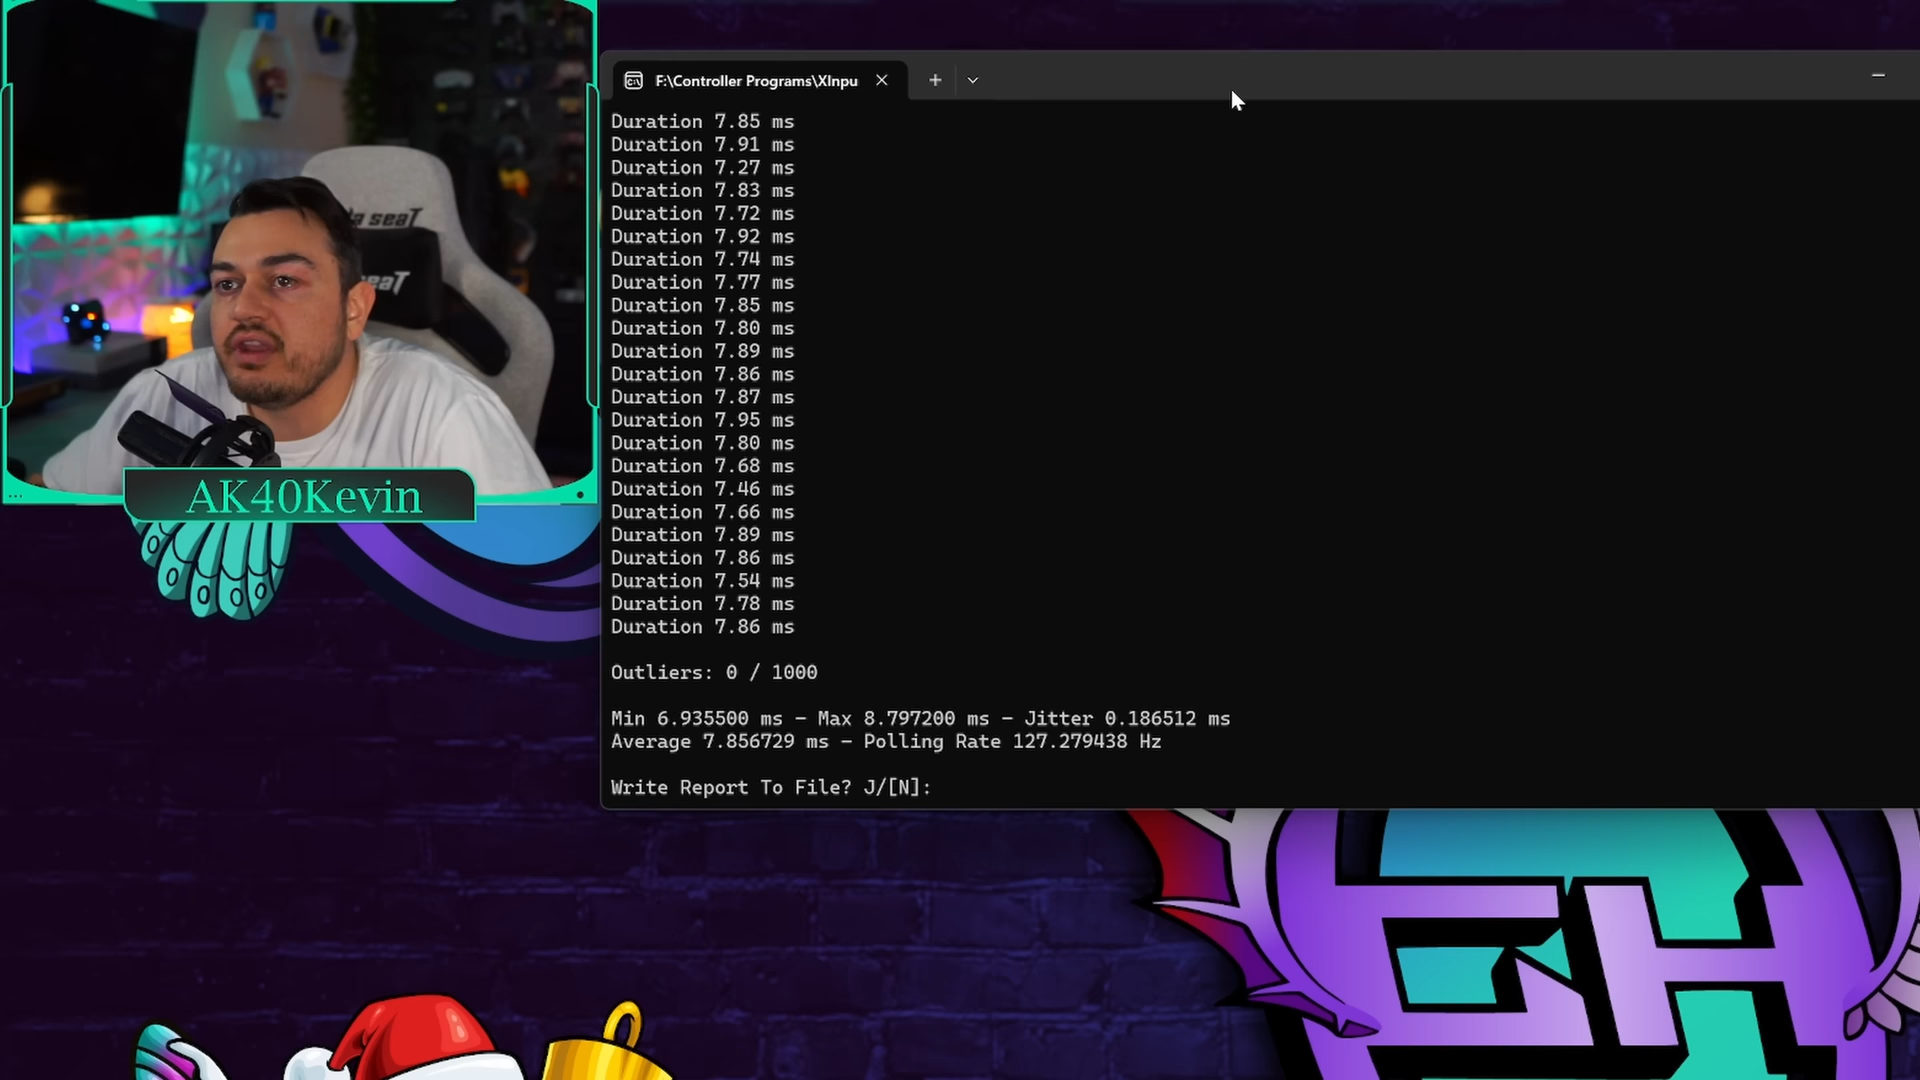 F:\Controller Programs\XInpu
Duration 7.85 ms
Duration 7.91 ms
Duration 7.27 ms
Duration 7.83 ms
Duration 7.72 ms
Duration 7.92 ms
Duration 7.74 ms
Duration 7.77 ms
Duration 7.85 ms
Duration 7.80 ms
Duration 7.89 ms
Duration 7.86 ms
Duration 7.87 ms
Duration 7.95 ms
Duration 7.80 ms
Duration 7.68 ms
Duration 7.46 ms
Duration 7.66 ms
Duration 7.89 ms
Duration 7.86 ms
Duration 7.54 ms
Duration 7.78 ms
Duration 7.86 ms
Outliers: 0 / 1000
Min 6.935500 ms – Max 8.797200 ms – Jitter 0.186512 ms
Average 7.856729 ms – Polling Rate 127.279438 Hz
Write Report To File? J/[N]:
a seaT
seaT
AK40Kevin